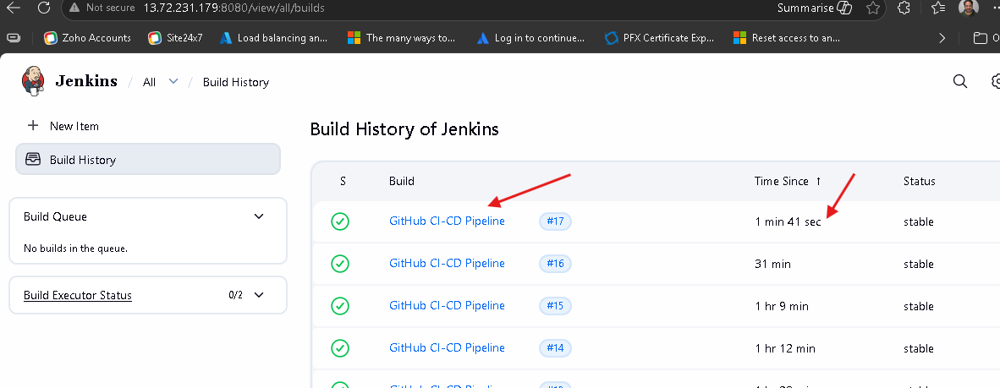 Not secure 13.72.231.179:8080/view/all/builds Summarise
Zoho Accounts Site24x7 Load balancing an... The many ways to... Log in to continue... PFX Certificate Exp... Reset access to an...
Jenkins / All / Build History
New Item
Build History
Build Queue
No builds in the queue.
Build Executor Status 0/2
Build History of Jenkins
S Build Time Since ↑ Status
GitHub CI-CD Pipeline #17 1 min 41 sec stable
GitHub CI-CD Pipeline #16 31 min stable
GitHub CI-CD Pipeline #15 1 hr 9 min stable
GitHub CI-CD Pipeline #14 1 hr 12 min stable